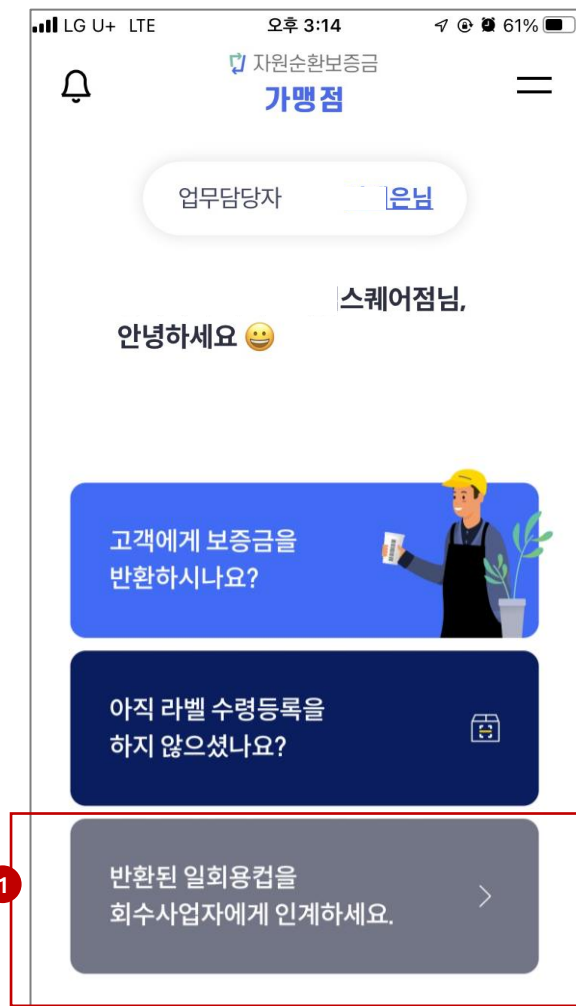 LG U+ LTE 오후 3:14 61%
자원순환보증금
가맹점
업무담당자 은님
스퀘어점님,
안녕하세요 😀
고객에게 보증금을
반환하시나요?
아직 라벨 수령등록을
하지 않으셨나요?
1
반환된 일회용컵을
회수사업자에게 인계하세요.